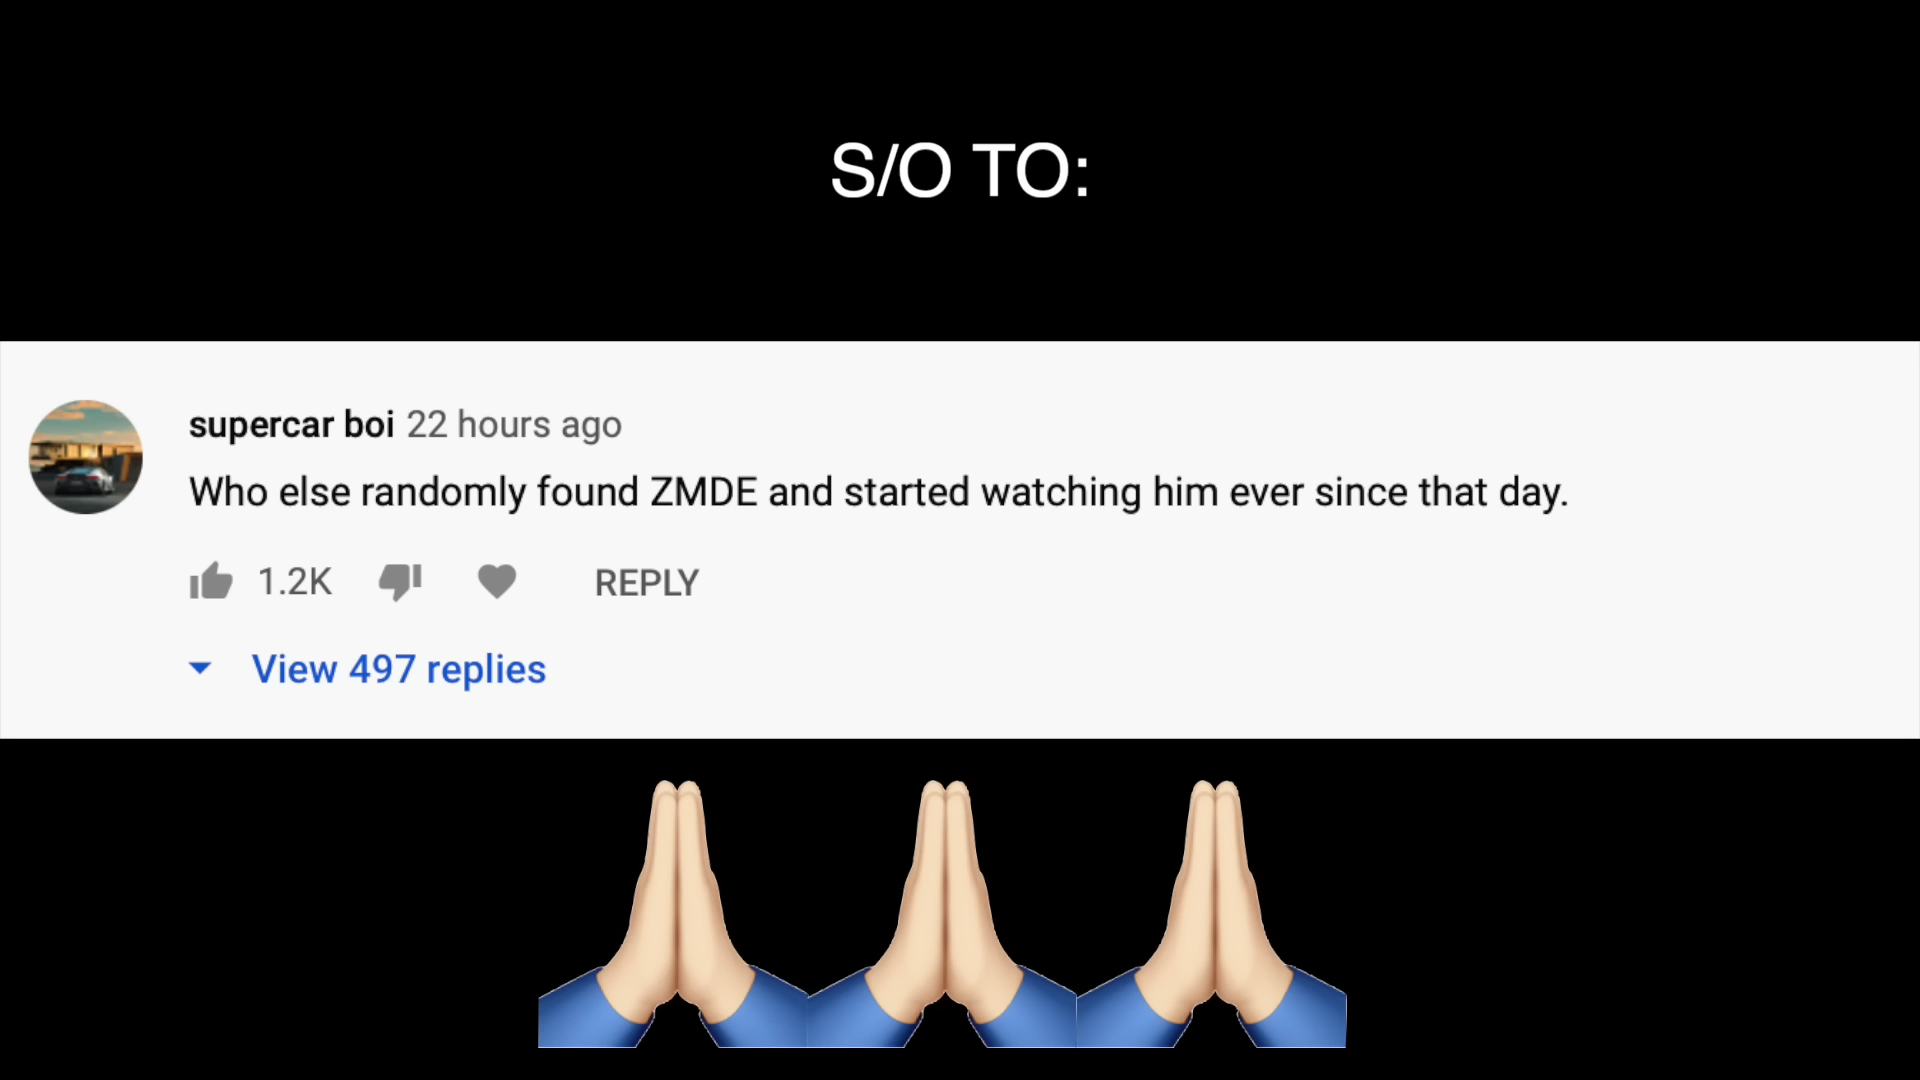 S/O TO:
supercar boi 22 hours ago
Who else randomly found ZMDE and started watching him ever since that day.
1.2K REPLY
View 497 replies